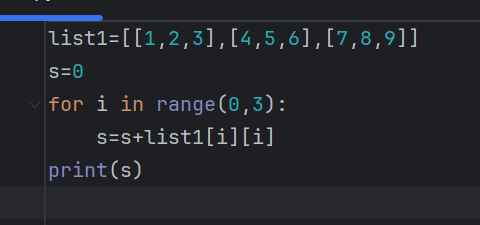 list1=[[1,2,3],[4,5,6],[7,8,9]]
s=0
for i in range(0,3):
    s=s+list1[i][i]
print(s)